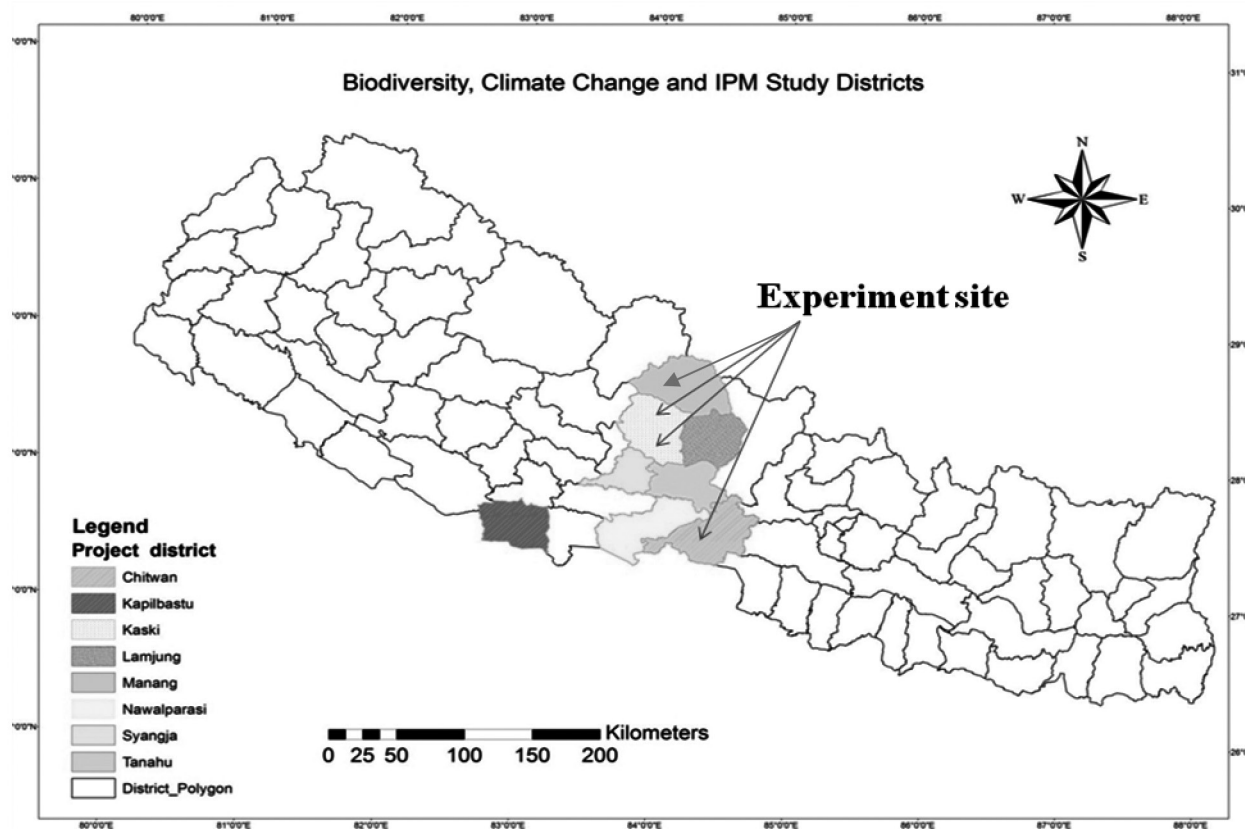 80°0'0"E 81°0'0"E 82°0'0"E 83°0'0"E 84°0'0"E 85°0'0"E 86°0'0"E 87°0'0"E 88°0'0"E
Biodiversity, Climate Change and IPM Study Districts
N
W E
S
Experiment site
Legend
Project district
Chitwan
Kapilbastu
Kaski
Lamjung
Manang
Nawalparasi
Syangja
Tanahu
District_Polygon
Kilometers
0 25 50 100 150 200
80°0'0"E 81°0'0"E 82°0'0"E 83°0'0"E 84°0'0"E 85°0'0"E 86°0'0"E 87°0'0"E 88°0'0"E